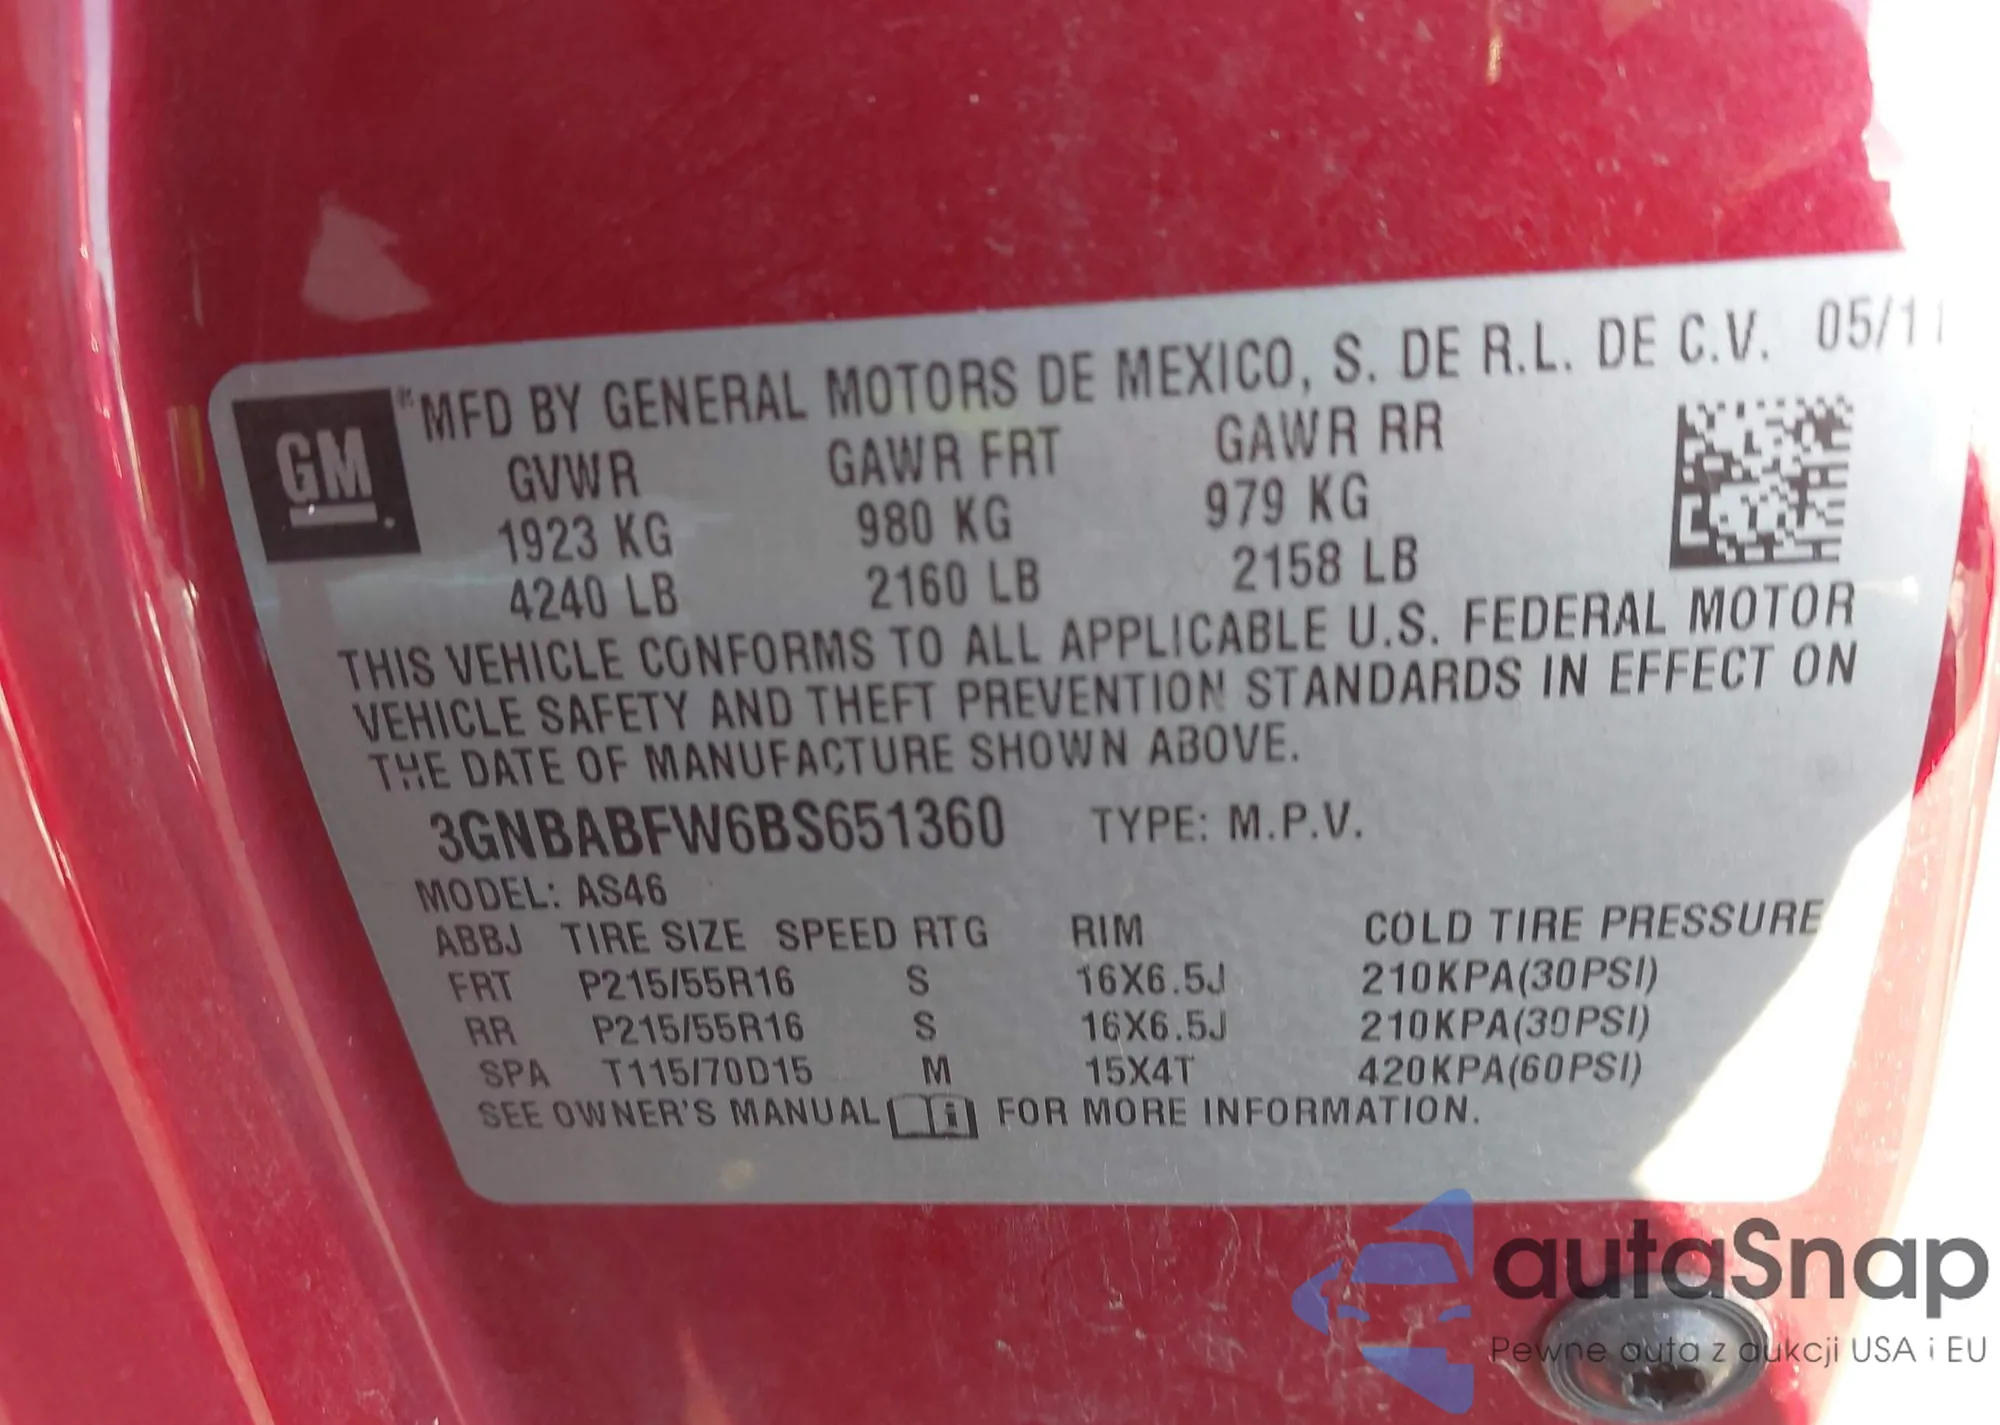 GM
MFD BY GENERAL MOTORS DE MEXICO, S. DE R.L. DE C.V. 05/11
GVWR GAWR FRT GAWR RR
1923 KG 980 KG 979 KG
4240 LB 2160 LB 2158 LB
THIS VEHICLE CONFORMS TO ALL APPLICABLE U.S. FEDERAL MOTOR
VEHICLE SAFETY AND THEFT PREVENTION STANDARDS IN EFFECT ON
THE DATE OF MANUFACTURE SHOWN ABOVE.
3GNBABFW6BS651360 TYPE: M.P.V.
MODEL: AS46
ABBJ TIRE SIZE SPEED RTG RIM COLD TIRE PRESSURE
FRT P215/55R16 S 16X6.5J 210KPA(30PSI)
RR P215/55R16 S 16X6.5J 210KPA(30PSI)
SPA T115/70D15 M 15X4T 420KPA(60PSI)
SEE OWNER'S MANUAL FOR MORE INFORMATION.
autaSnap
Pewne auta z aukcji USA i EU